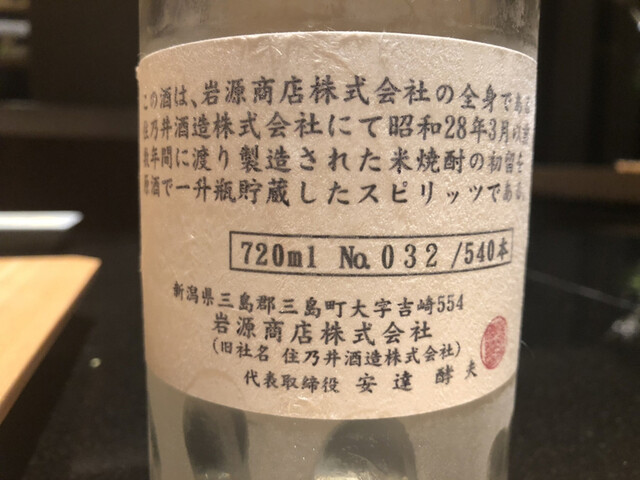 この酒は、岩源商店株式会社の全身である
住乃井酒造株式会社にて昭和28年3月の
数年間に渡り製造された米焼酎の初留を
原酒で一升瓶貯蔵したスピリッツである。
720ml No. 032 /540本
新潟県三島郡三島町大字吉崎554
岩源商店株式会社
(旧社名 住乃井酒造株式会社)
代表取締役 安達 酵夫